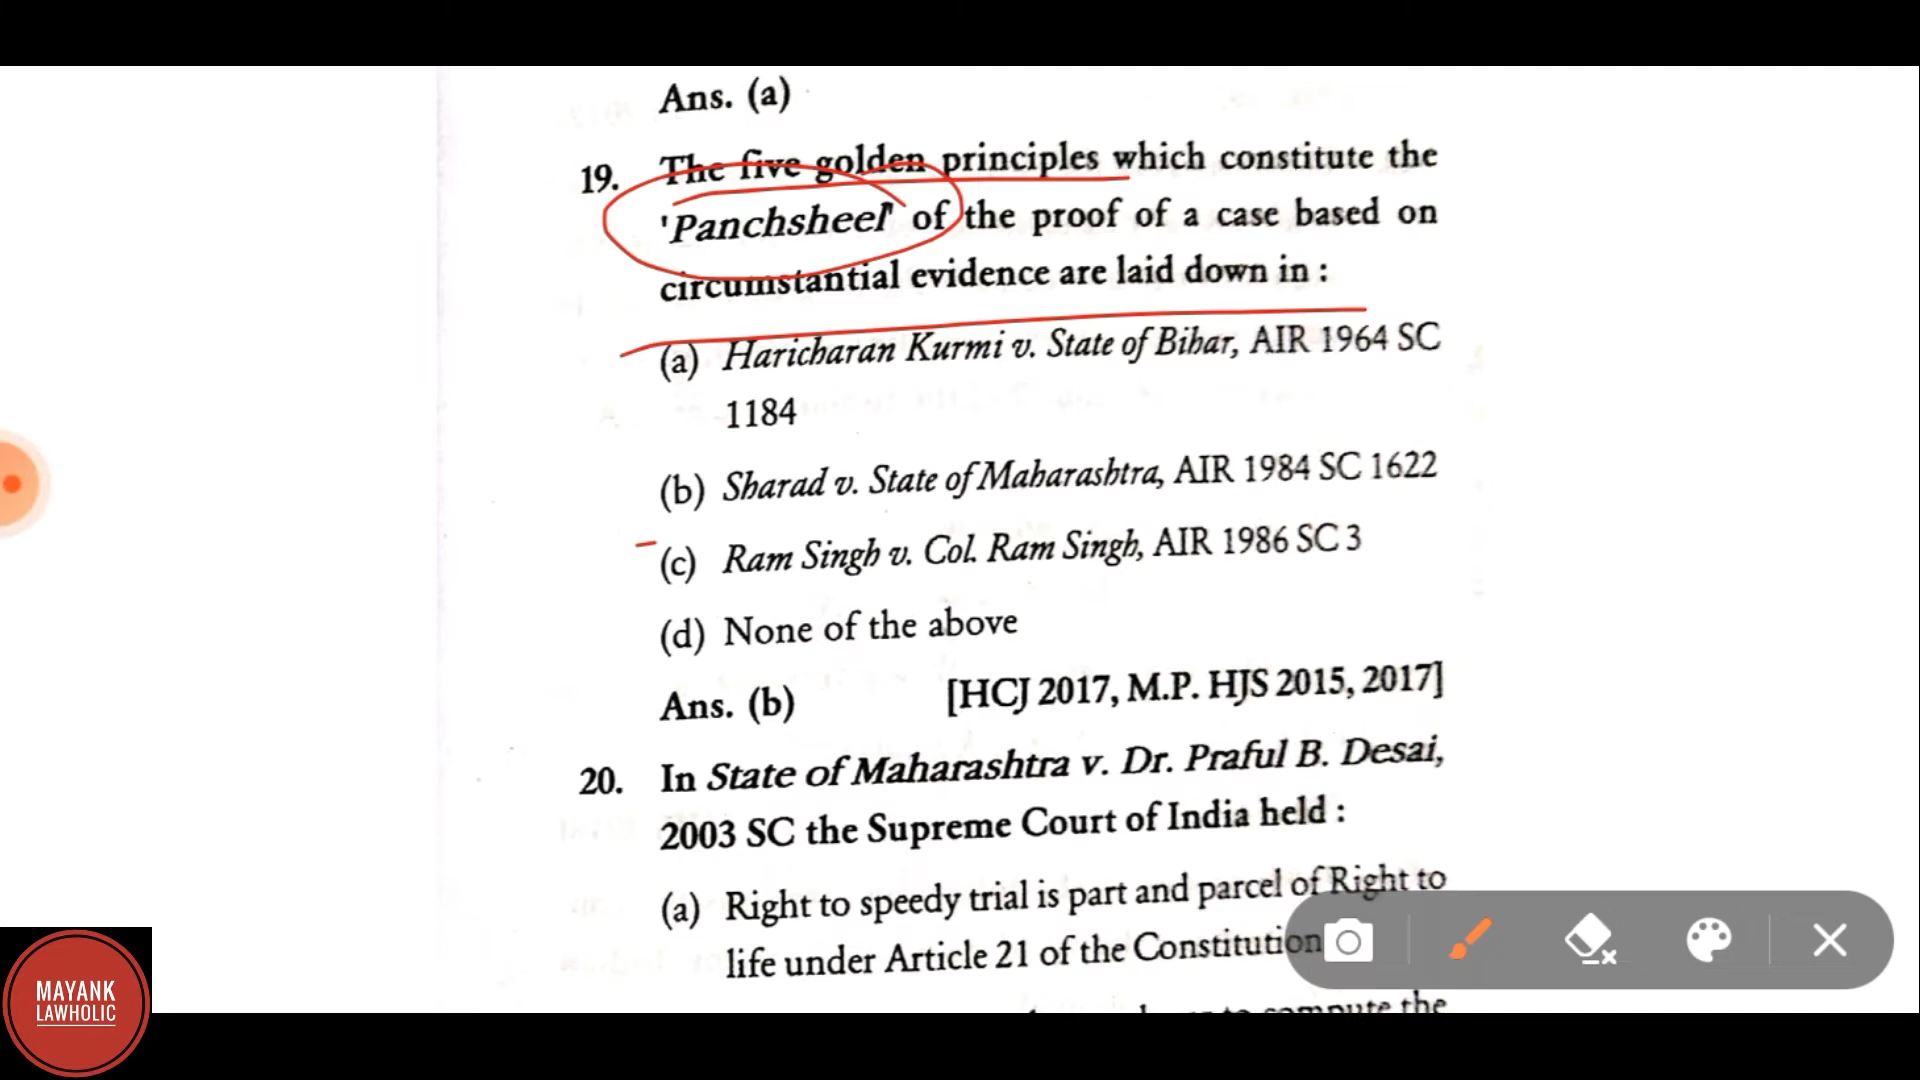 Ans. (a)
19. The five golden principles which constitute the
'Panchsheel' of the proof of a case based on
circumstantial evidence are laid down in :
(a) Haricharan Kurmi v. State of Bihar, AIR 1964 SC
1184
(b) Sharad v. State of Maharashtra, AIR 1984 SC 1622
(c) Ram Singh v. Col. Ram Singh, AIR 1986 SC 3
(d) None of the above
Ans. (b) [HCJ 2017, M.P. HJS 2015, 2017]
20. In State of Maharashtra v. Dr. Praful B. Desai,
2003 SC the Supreme Court of India held :
(a) Right to speedy trial is part and parcel of Right to
life under Article 21 of the Constitution
to compute the
MAYANK
LAWHOLIC